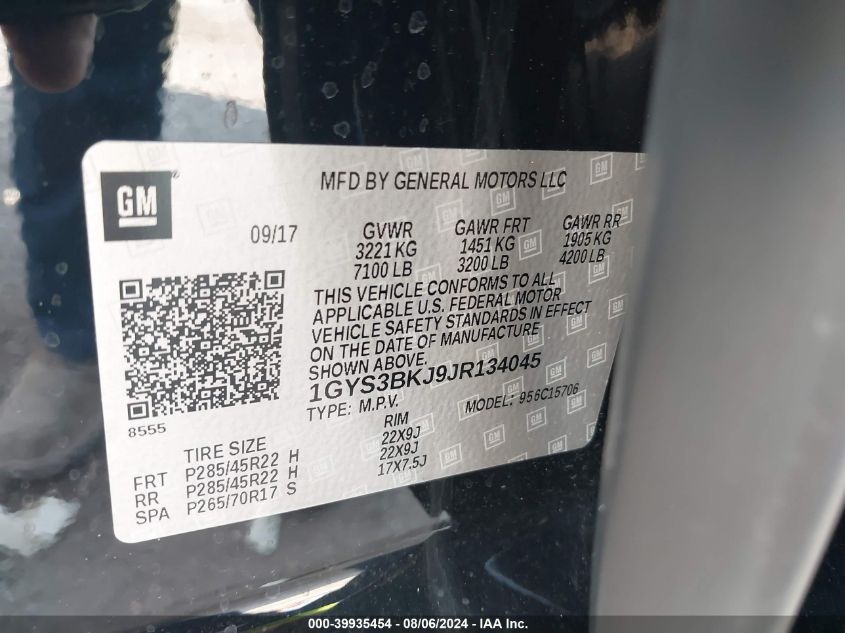 GM
®
MFD BY GENERAL MOTORS LLC
09/17
GVWR
3221 KG
7100 LB
GAWR FRT
1451 KG
3200 LB
GAWR RR
1905 KG
4200 LB
THIS VEHICLE CONFORMS TO ALL
APPLICABLE U.S. FEDERAL MOTOR
VEHICLE SAFETY STANDARDS IN EFFECT
ON THE DATE OF MANUFACTURE
SHOWN ABOVE.
1GYS3BKJ9JR134045
TYPE: M.P.V.
MODEL: 956C15706
8555
TIRE SIZE
RIM
FRT P285/45R22 H 22X9J
RR P285/45R22 H 22X9J
SPA P265/70R17 S 17X7.5J
000-39935454 - 08/06/2024 - IAA Inc.